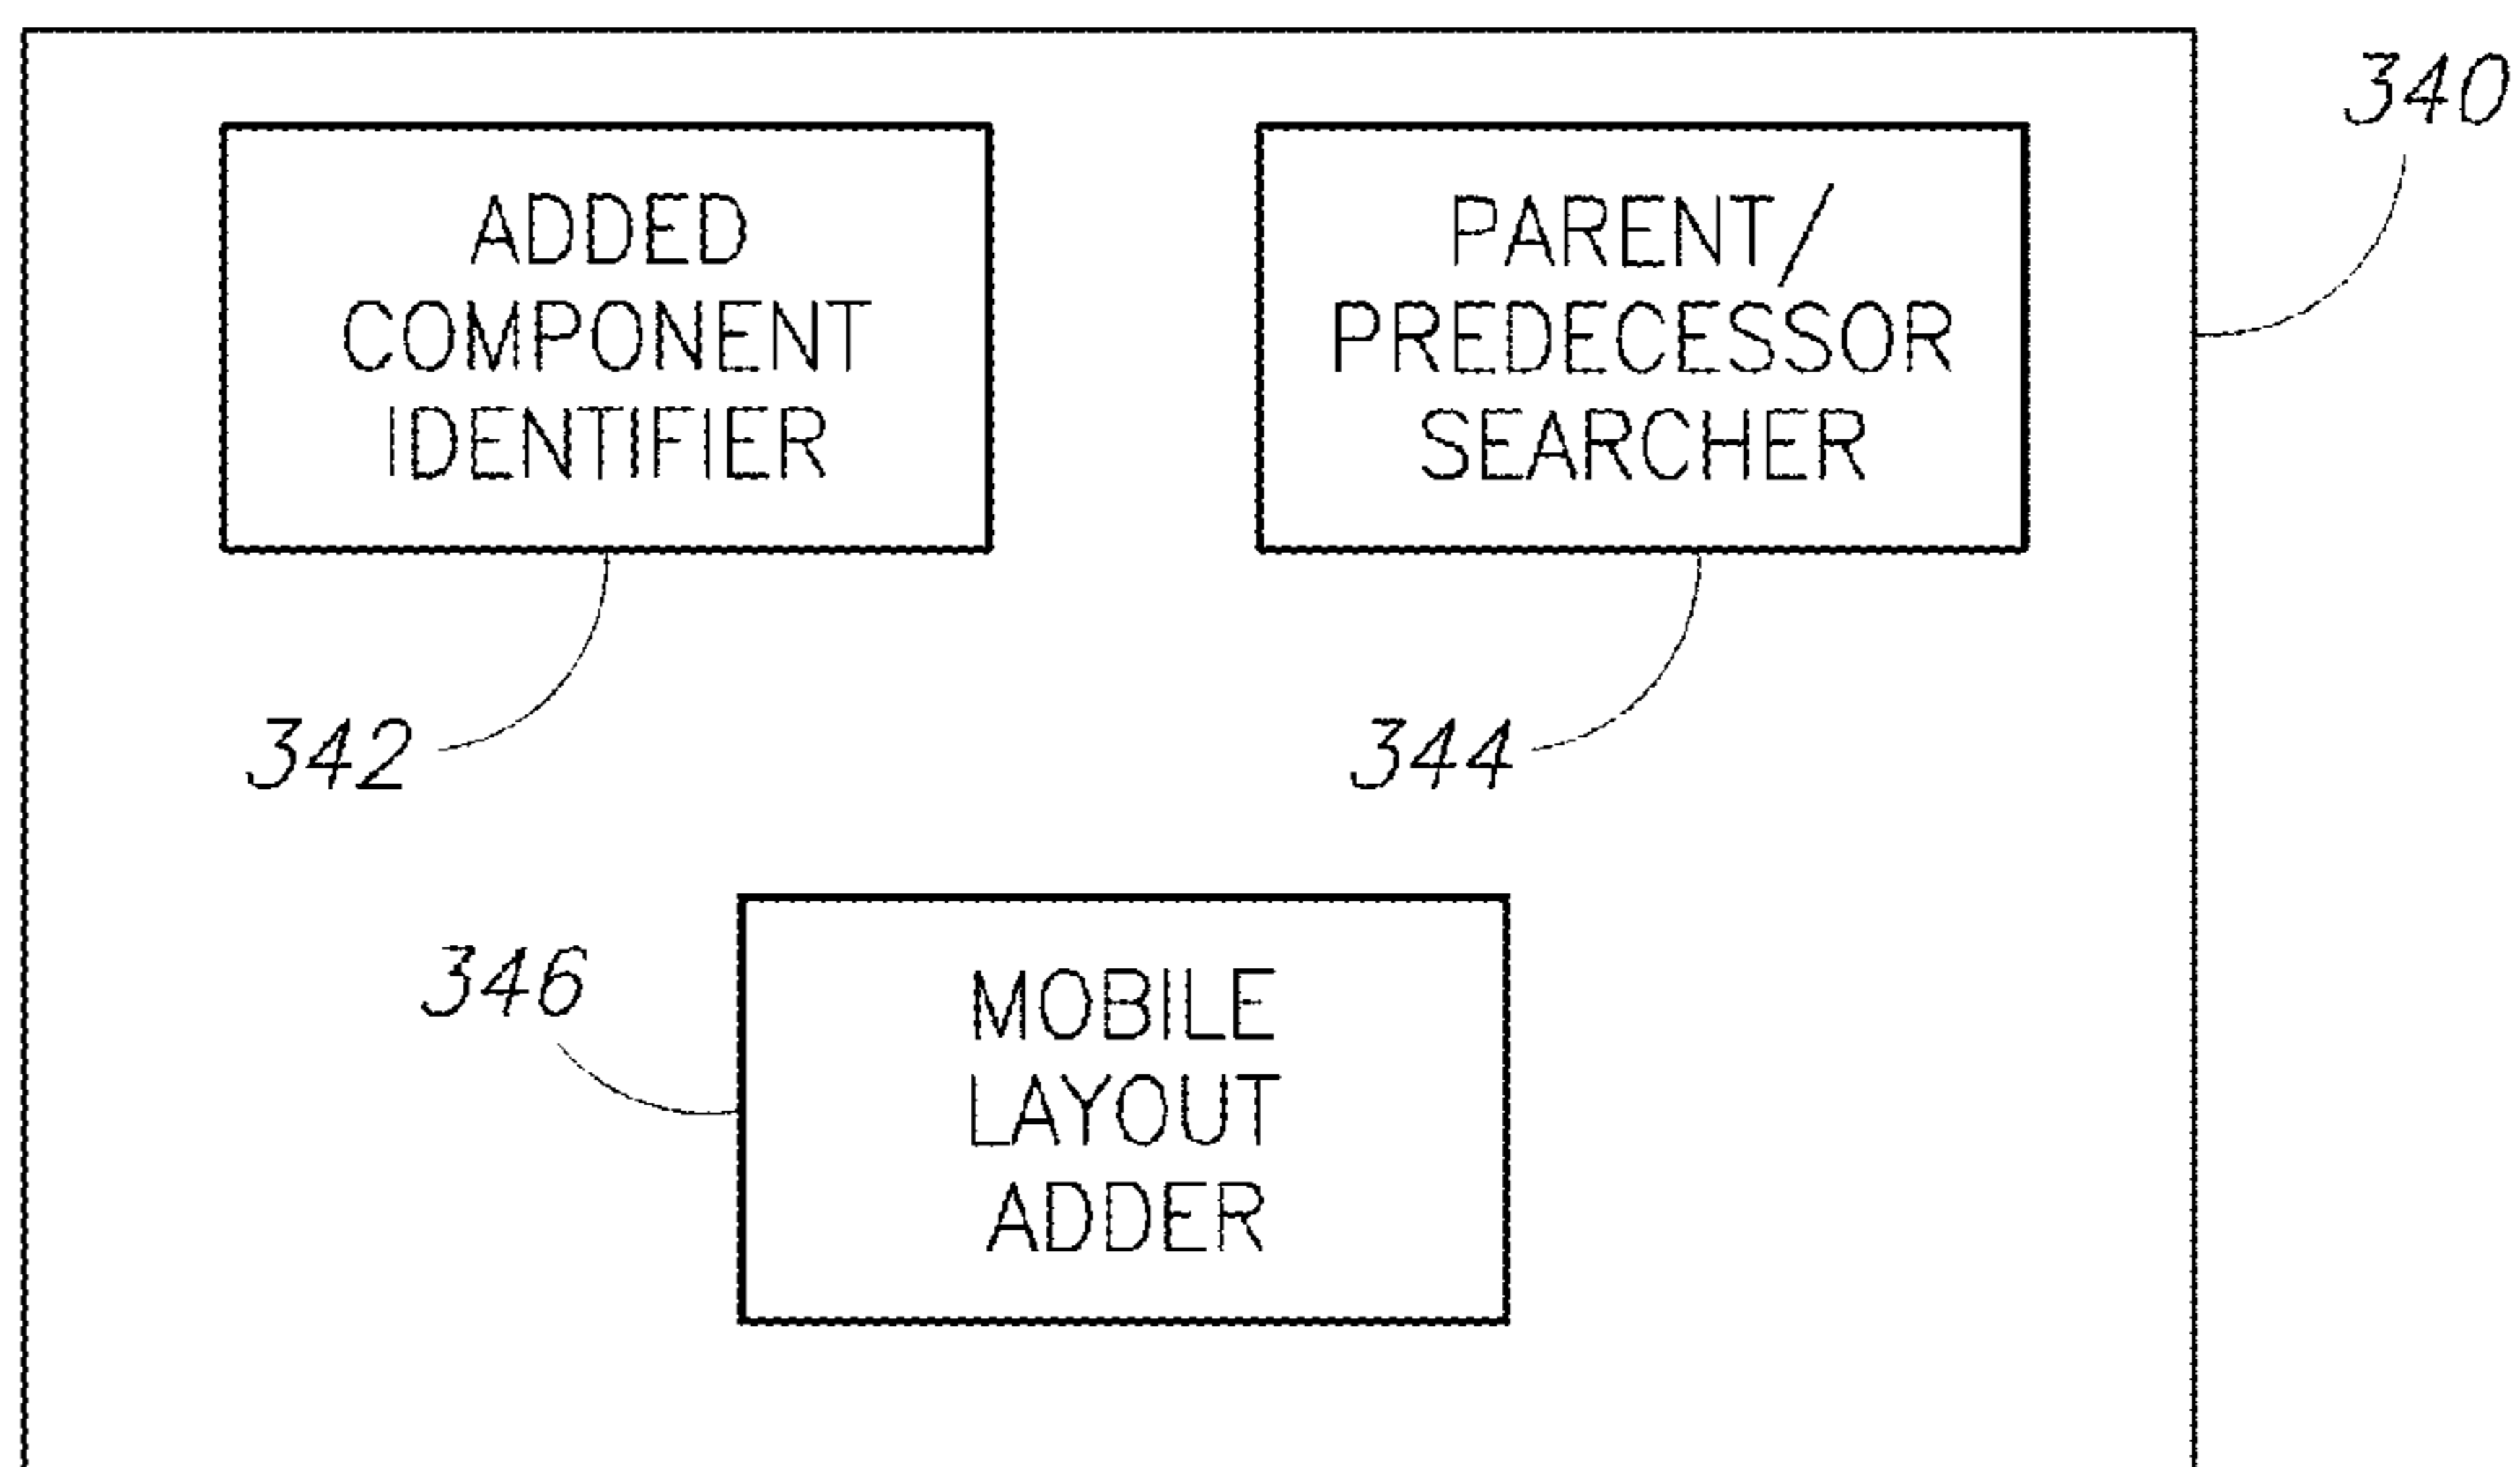 340
ADDED
COMPONENT
IDENTIFIER
PARENT/
PREDECESSOR
SEARCHER
342
344
346
MOBILE
LAYOUT
ADDER